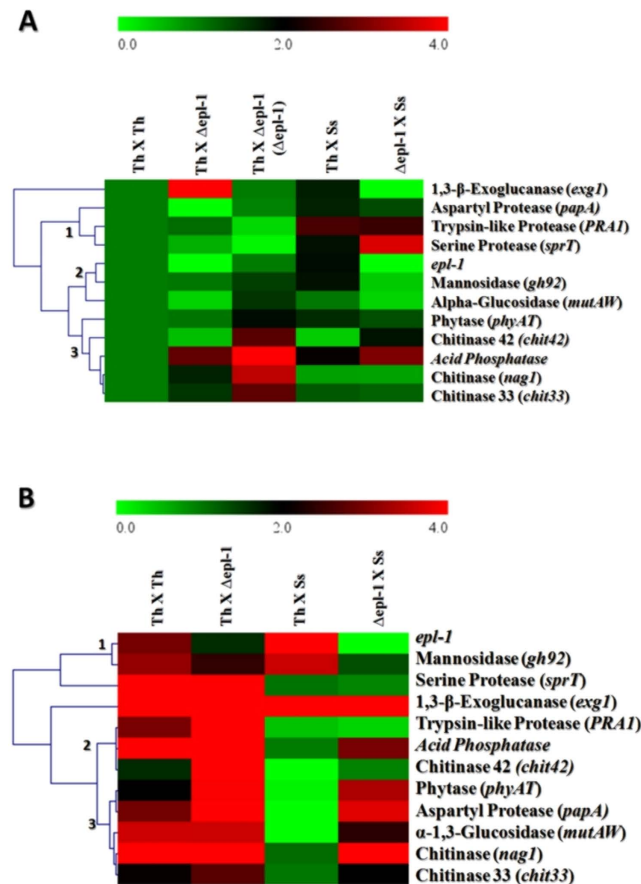 A
0.0 2.0 4.0
Th X Th
Th X Δepl-1
Th X Δepl-1
(Δepl-1)
Th X Ss
Δepl-1 X Ss
1,3-β-Exoglucanase (exg1)
Aspartyl Protease (papA)
1
Trypsin-like Protease (PRA1)
Serine Protease (sprT)
2
epl-1
Mannosidase (gh92)
Alpha-Glucosidase (mutAW)
Phytase (phyAT)
Chitinase 42 (chit42)
3
Acid Phosphatase
Chitinase (nag1)
Chitinase 33 (chit33)
B
0.0 2.0 4.0
Th X Th
Th X Δepl-1
Th X Ss
Δepl-1 X Ss
1
epl-1
Mannosidase (gh92)
Serine Protease (sprT)
1,3-β-Exoglucanase (exg1)
Trypsin-like Protease (PRA1)
2
Acid Phosphatase
Chitinase 42 (chit42)
Phytase (phyAT)
Aspartyl Protease (papA)
3
α-1,3-Glucosidase (mutAW)
Chitinase (nag1)
Chitinase 33 (chit33)